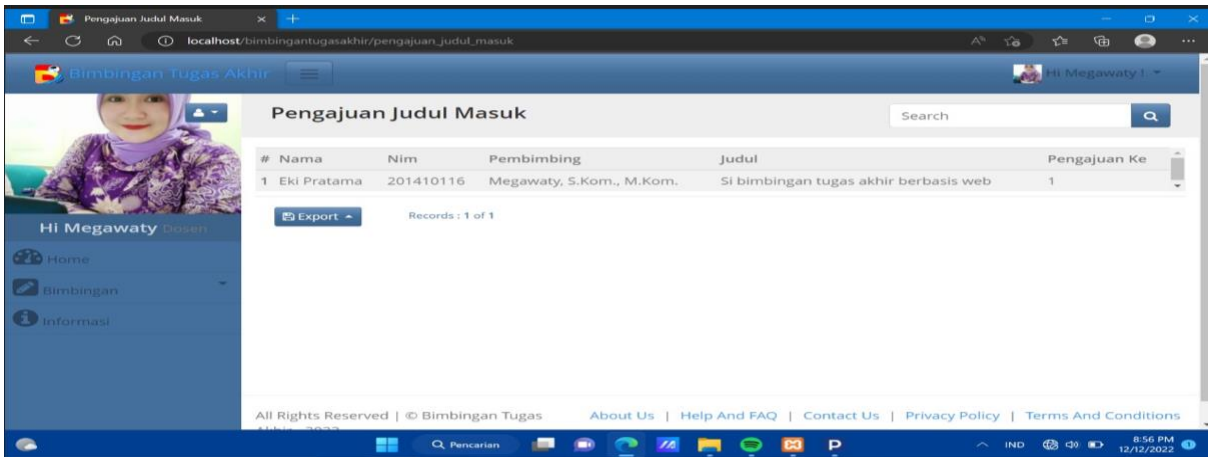 Pengajuan Judul Masuk
localhost/bimbingantugasakhir/pengajuan_judul_masuk
Bimbingan Tugas Akhir
Hi Megawaty !
Pengajuan Judul Masuk
Search
# Nama Nim Pembimbing Judul Pengajuan Ke
1 Eki Pratama 201410116 Megawaty, S.Kom., M.Kom. Si bimbingan tugas akhir berbasis web 1
Export
Records : 1 of 1
Hi Megawaty Dosen
Home
Bimbingan
Informasi
All Rights Reserved | © Bimbingan Tugas
About Us | Help And FAQ | Contact Us | Privacy Policy | Terms And Conditions
Pencarian
IND
8:56 PM
12/12/2022